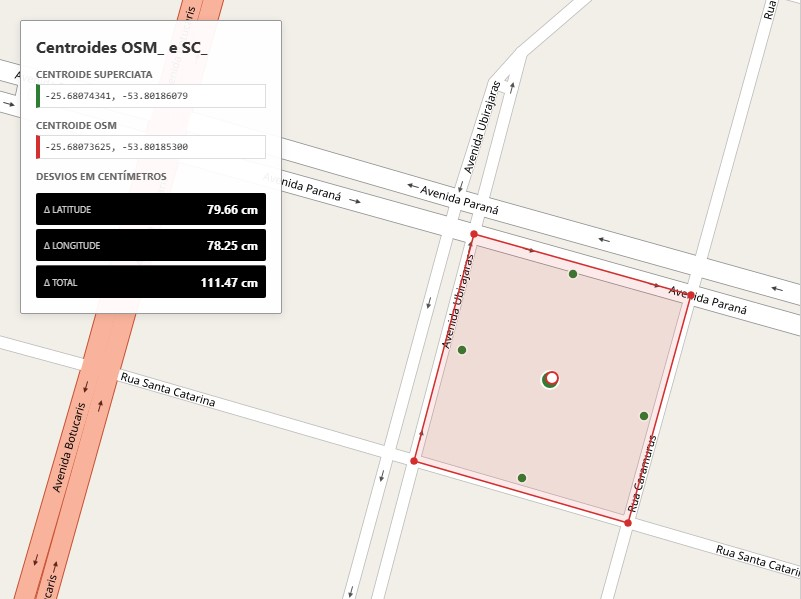 Centroides OSM_ e SC_
CENTROIDE SUPERCIATA
-25.68074341, -53.80186079
CENTROIDE OSM
-25.68073625, -53.80185300
DESVIOS EM CENTÍMETROS
Δ LATITUDE 79.66 cm
Δ LONGITUDE 78.25 cm
Δ TOTAL 111.47 cm
Rua
Avenida Ubirajaras
Avenida Paraná
Avenida Paraná
Avenida Ubirajaras
Avenida Paraná
Rua Santa Catarina
Avenida Botucaris
Rua Caramurus
Rua Santa Catarina